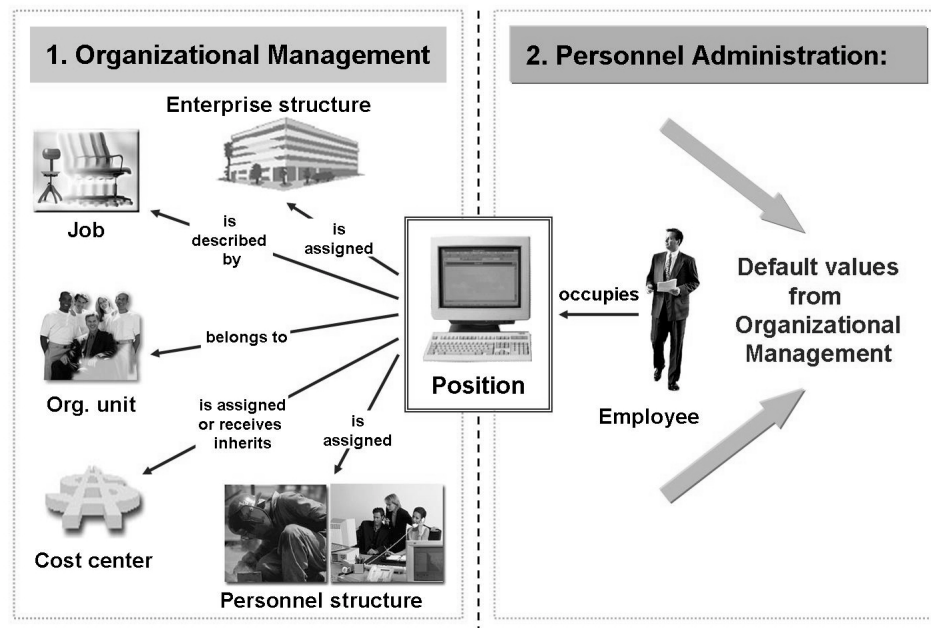 1. Organizational Management
2. Personnel Administration:
Enterprise structure
Job
is
described
by
is
assigned
Org. unit
belongs to
is assigned
or receives
inherits
is
assigned
Cost center
Personnel structure
Position
occupies
Employee
Default values
from
Organizational
Management